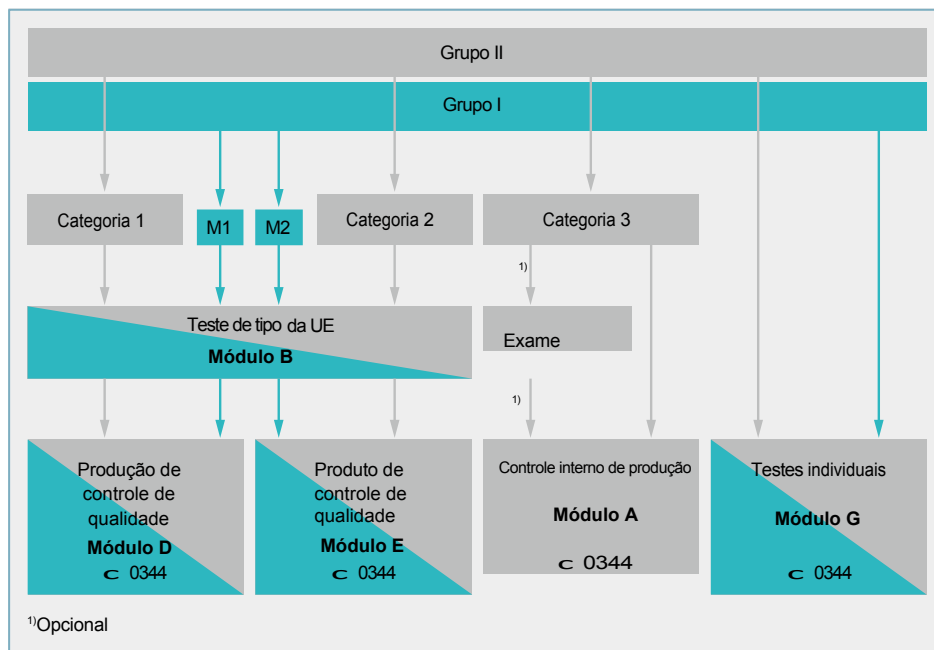 Grupo II
Grupo I
Categoria 1
M1
M2
Categoria 2
Categoria 3
1)
Teste de tipo da UE
Módulo B
Exame
1)
Produção de
controle de
qualidade
Módulo D
c 0344
Produto de
controle de
qualidade
Módulo E
c 0344
Controle interno de produção
Módulo A
c 0344
Testes individuais
Módulo G
c 0344
1)Opcional